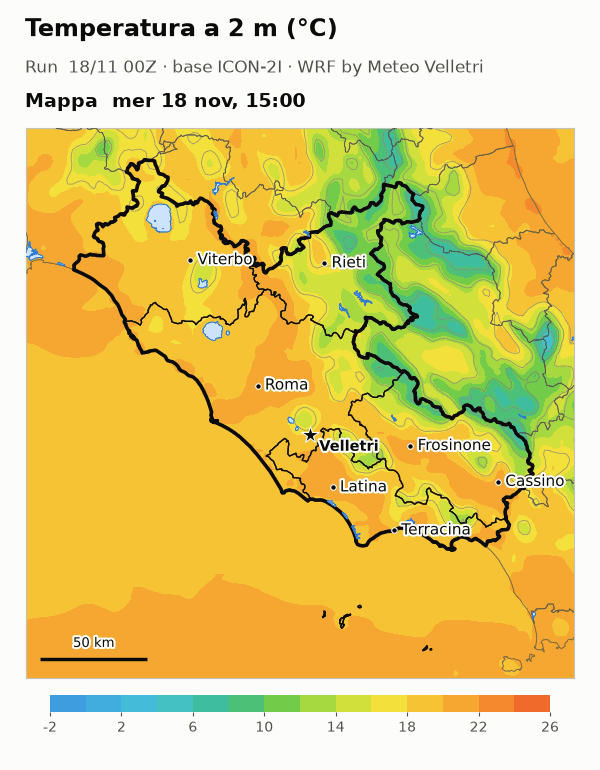 Temperatura a 2 m (°C)
Run  18/11 00Z · base ICON-2I · WRF by Meteo Velletri
Mappa  mer 18 nov, 15:00
Viterbo
Rieti
Roma
Velletri
Frosinone
Latina
Cassino
Terracina
50 km
-2 2 6 10 14 18 22 26